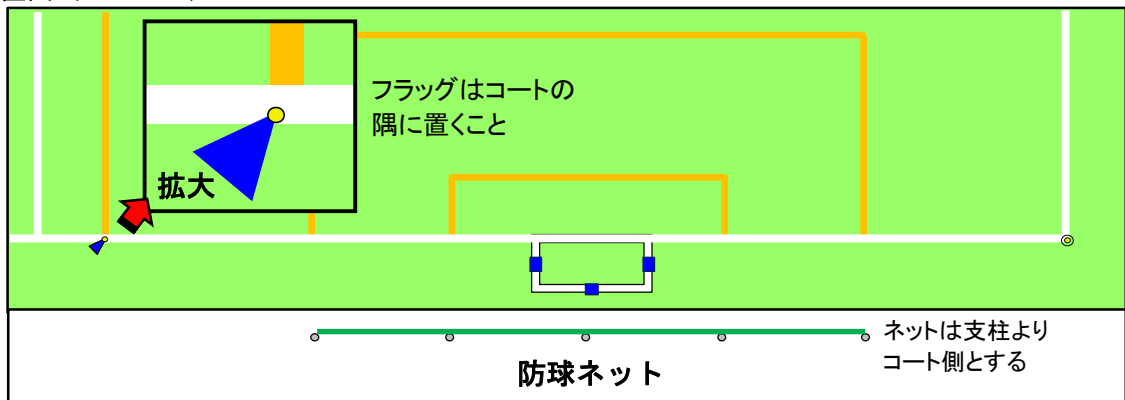 フラッグはコートの
隅に置くこと
拡大
ネットは支柱より
コート側とする
防球ネット